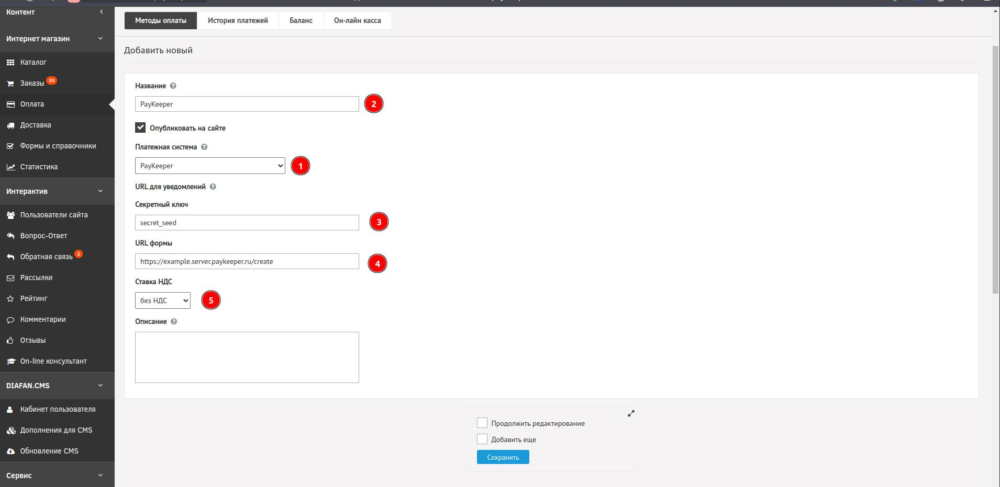 Контент
Интернет магазин
Каталог
Заказы 33
Оплата
Доставка
Формы и справочники
Статистика
Интерактив
Пользователи сайта
Вопрос-Ответ
Обратная связь 2
Рассылки
Рейтинг
Комментарии
Отзывы
On-line консультант
DIAFAN.CMS
Кабинет пользователя
Дополнения для CMS
Обновление CMS
Сервис
Методы оплаты История платежей Баланс Он-лайн касса
Добавить новый
Название ?
PayKeeper 2
Опубликовать на сайте
Платежная система ?
PayKeeper 1
URL для уведомлений ?
Секретный ключ
secret_seed 3
URL формы
https://example.server.paykeeper.ru/create 4
Ставка НДС
без НДС 5
Описание ?
Продолжить редактирование
Добавить еще
Сохранить